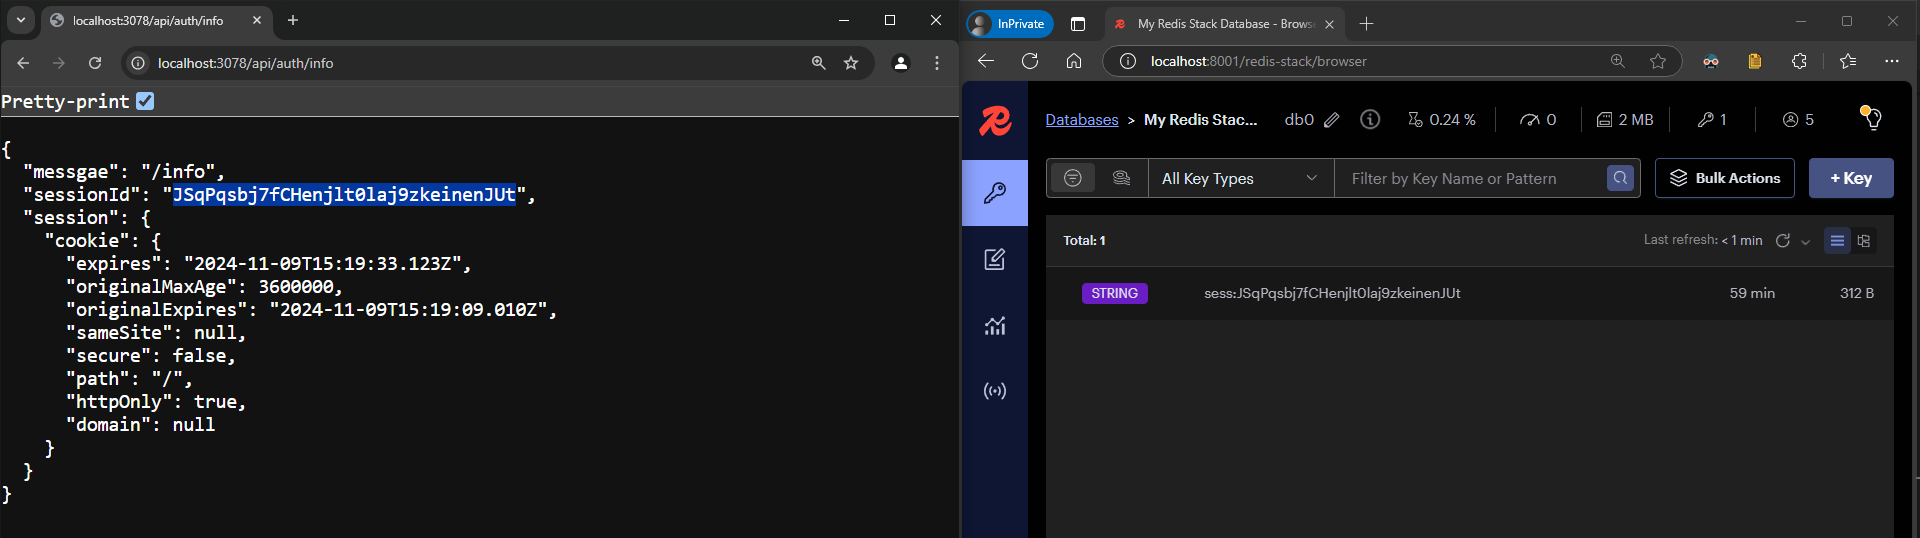 localhost:3078/api/auth/info
localhost:3078/api/auth/info
Pretty-print
{
"messgae": "/info",
"sessionId": "JSqPqsbj7fCHenjlt0laj9zkeinenJUt",
"session": {
"cookie": {
"expires": "2024-11-09T15:19:33.123Z",
"originalMaxAge": 3600000,
"originalExpires": "2024-11-09T15:19:09.010Z",
"sameSite": null,
"secure": false,
"path": "/",
"httpOnly": true,
"domain": null
}
}
}
InPrivate
My Redis Stack Database - Brows
localhost:8001/redis-stack/browser
Databases > My Redis Stac... db0 0.24 % 0 2 MB 1 5
All Key Types Filter by Key Name or Pattern Bulk Actions + Key
Total: 1 Last refresh: < 1 min
STRING sess:JSqPqsbj7fCHenjlt0laj9zkeinenJUt 59 min 312 B